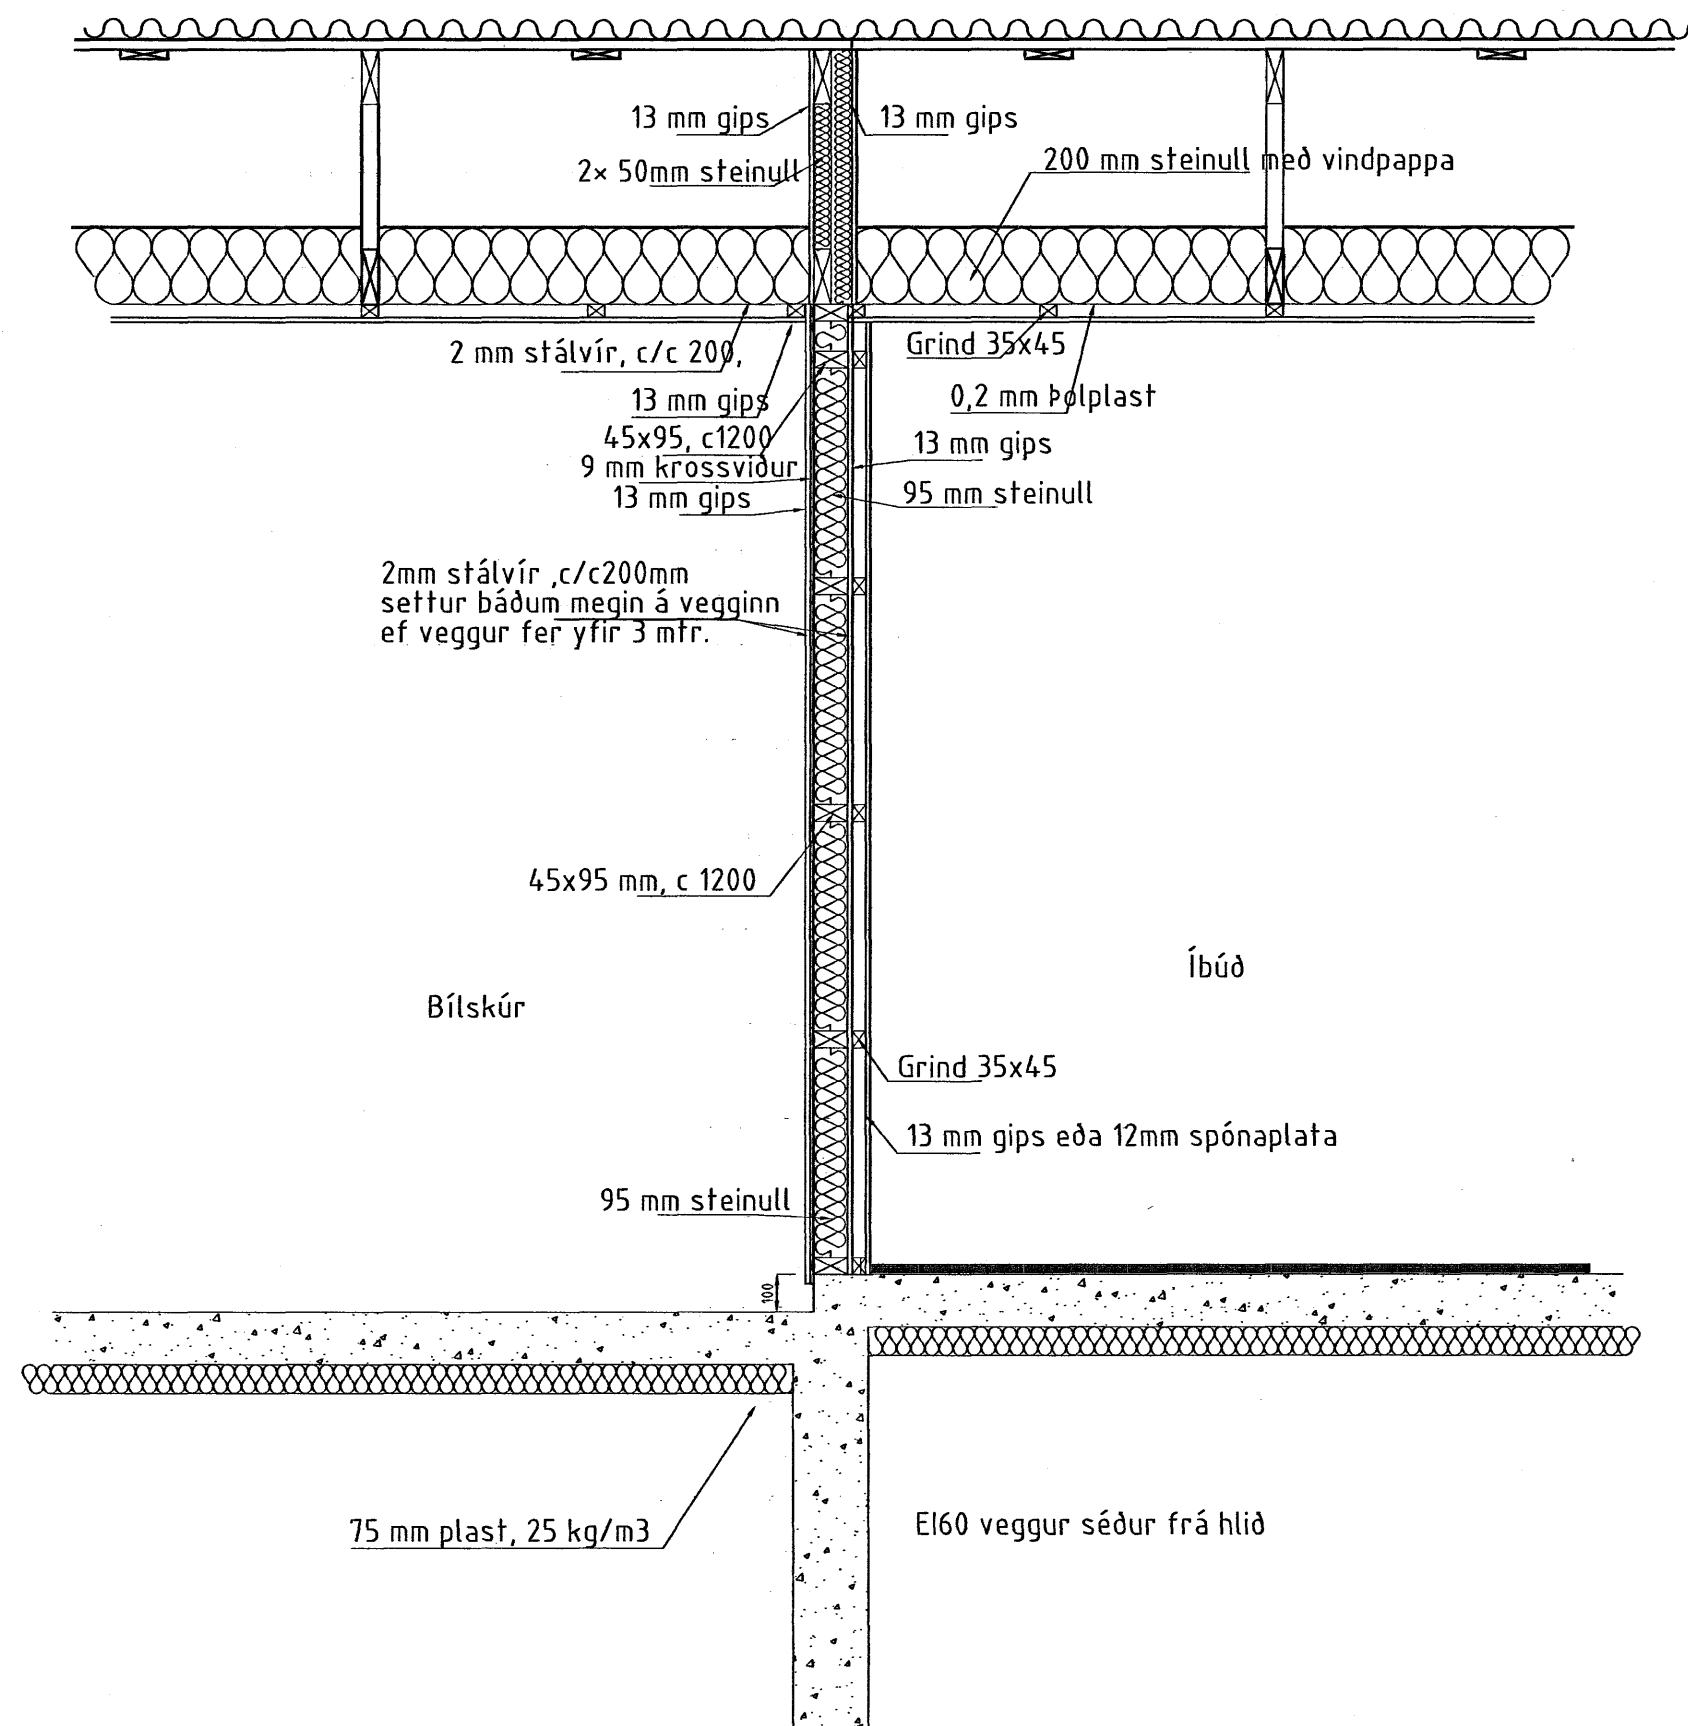 13 mm gips
13 mm gips
2× 50mm steinull
200 mm steinull með vindpappa
2 mm stálvír, c/c 200,
Grind 35x45
13 mm gips
0,2 mm Þolplast
45x95, c1200
13 mm gips
9 mm krossviður
13 mm gips
95 mm steinull
2mm stálvír ,c/c200mm
settur báðum megin á vegginn
ef veggur fer yfir 3 mtr.
45x95 mm, c 1200
Íbúð
Bílskúr
Grind 35x45
13 mm gips eða 12mm spónaplata
95 mm steinull
100
75 mm plast, 25 kg/m3
EI60 veggur séður frá hlið